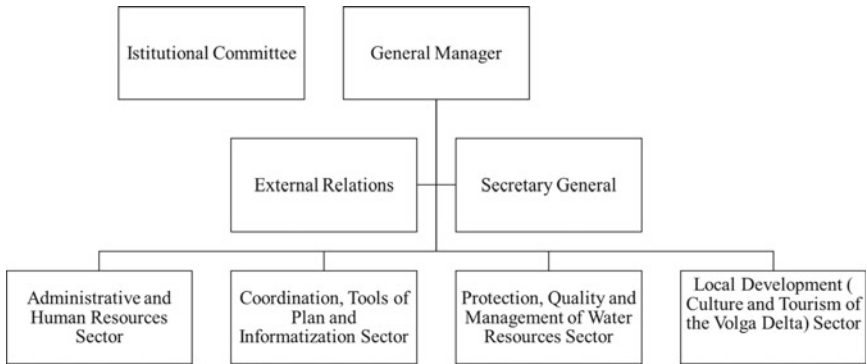 Istitutional Committee
General Manager
External Relations
Secretary General
Administrative and
Human Resources
Sector
Coordination, Tools of
Plan and
Informatization Sector
Protection, Quality and
Management of Water
Resources Sector
Local Development (
Culture and Tourism of
the Volga Delta) Sector